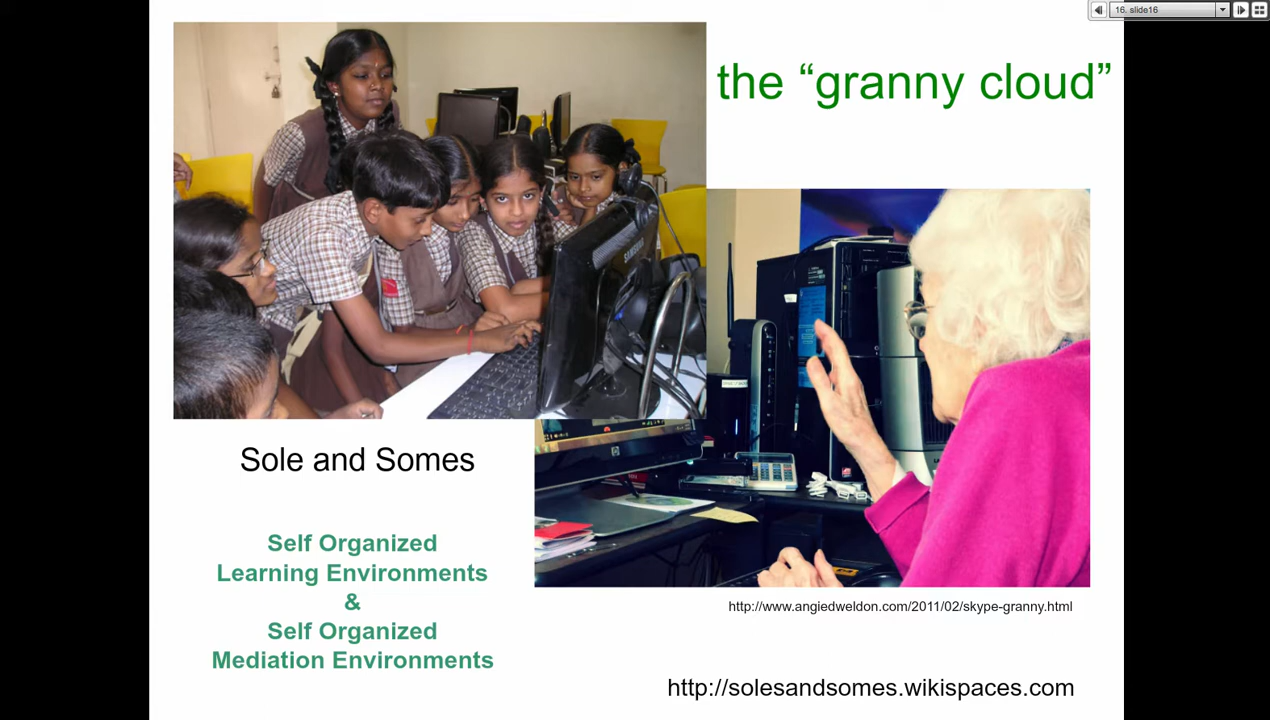 16. slide16
the “granny cloud”
SAMSUNG
Sole and Somes
Self Organized
Learning Environments
&
Self Organized
Mediation Environments
http://www.angiedweldon.com/2011/02/skype-granny.html
http://solesandsomes.wikispaces.com